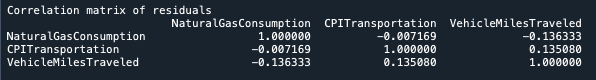 Correlation matrix of residuals
NaturalGasConsumption CPITransportation VehicleMilesTraveled
NaturalGasConsumption 1.000000 -0.007169 -0.136333
CPITransportation -0.007169 1.000000 0.135080
VehicleMilesTraveled -0.136333 0.135080 1.000000